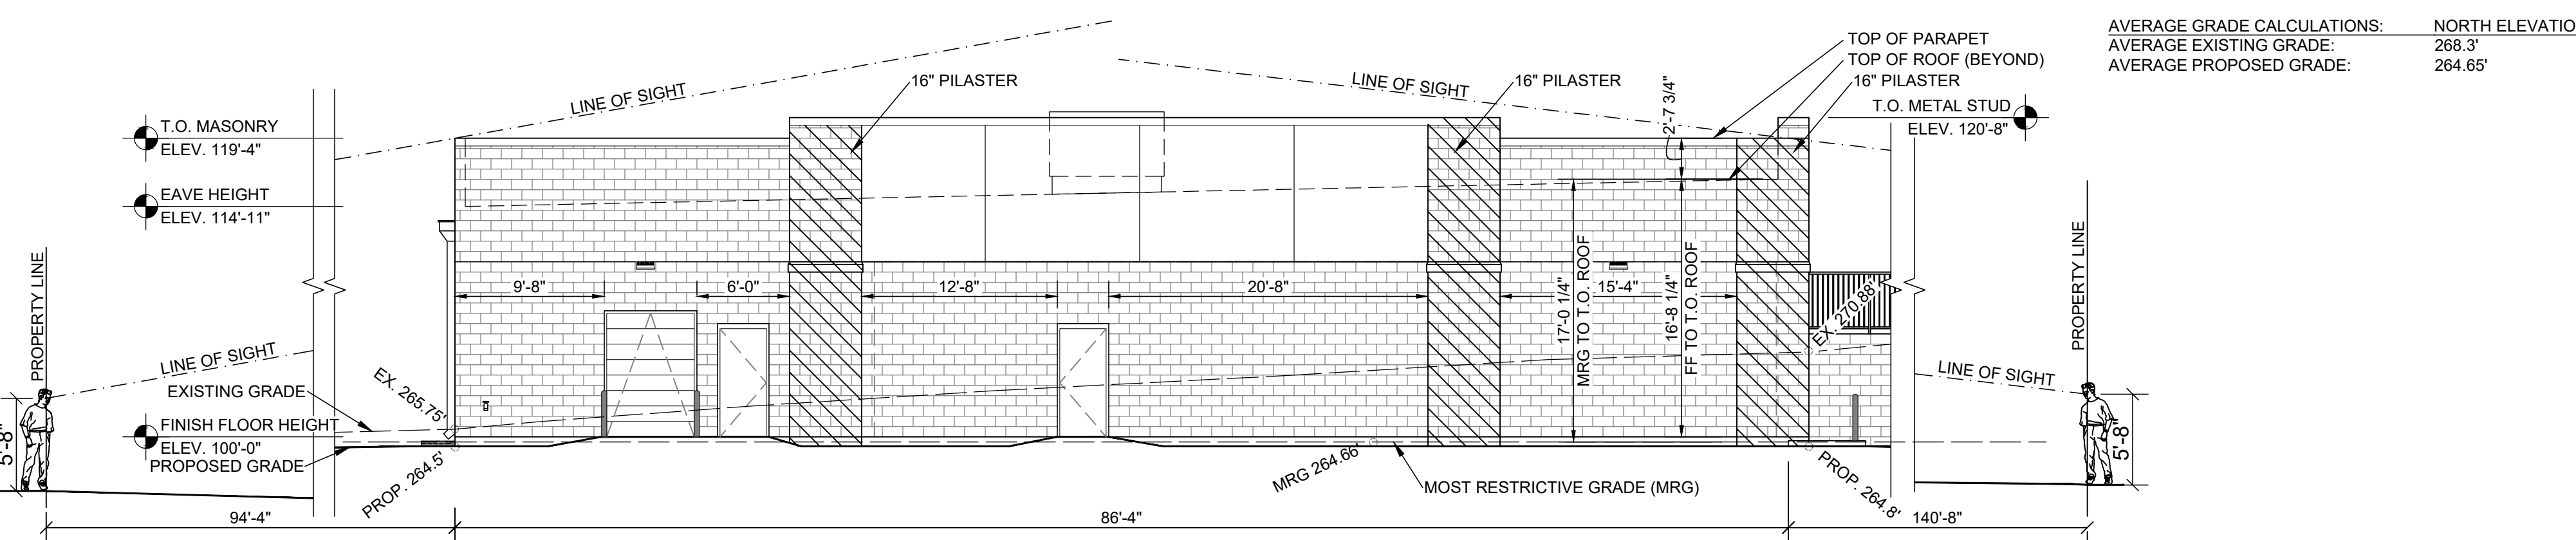 AVERAGE GRADE CALCULATIONS: NORTH ELEVATIO
AVERAGE EXISTING GRADE: 268.3'
AVERAGE PROPOSED GRADE: 264.65'
TOP OF PARAPET
TOP OF ROOF (BEYOND)
16" PILASTER
T.O. METAL STUD
ELEV. 120'-8"
LINE OF SIGHT
16" PILASTER
LINE OF SIGHT
16" PILASTER
2'-7 3/4"
T.O. MASONRY
ELEV. 119'-4"
EAVE HEIGHT
ELEV. 114'-11"
PROPERTY LINE
LINE OF SIGHT
EXISTING GRADE
EX. 265.75'
FINISH FLOOR HEIGHT
ELEV. 100'-0"
PROPOSED GRADE
5'-8"
PROP. 264.5'
9'-8"
6'-0"
12'-8"
20'-8"
15'-4"
17'-0 1/4"
MRG TO T.O. ROOF
16'-8 1/4"
FF TO T.O. ROOF
EX. 270.88'
MRG 264.66'
MOST RESTRICTIVE GRADE (MRG)
PROP. 264.8'
LINE OF SIGHT
PROPERTY LINE
5'-8"
94'-4"
86'-4"
140'-8"